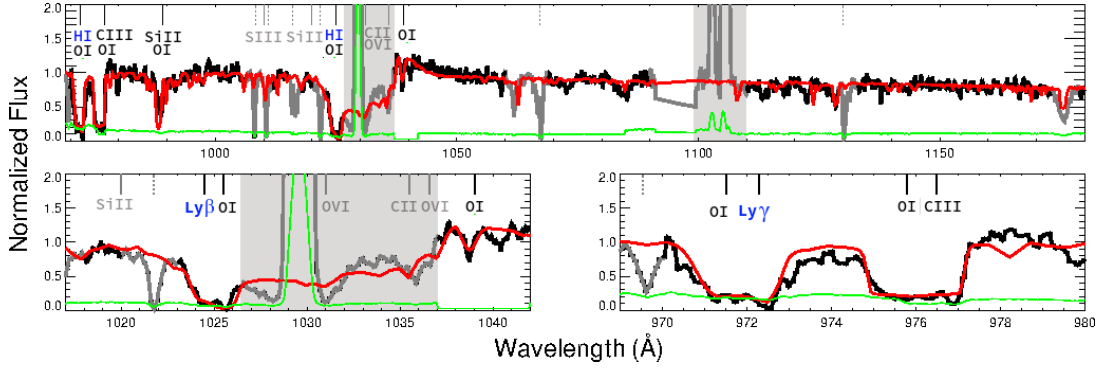 Normalized Flux
2.0
1.5
1.0
0.5
0.0
HI CIII SiII SIII SiII HI CII OI
OI OI OI OI OVI
1000 1050 1100 1150
2.0
1.5
1.0
0.5
0.0
SiII Lyβ OI OVI CII OVI OI
1020 1025 1030 1035 1040
2.0
1.5
1.0
0.5
0.0
OI Lyγ OI CIII
970 972 974 976 978 980
Wavelength (Å)